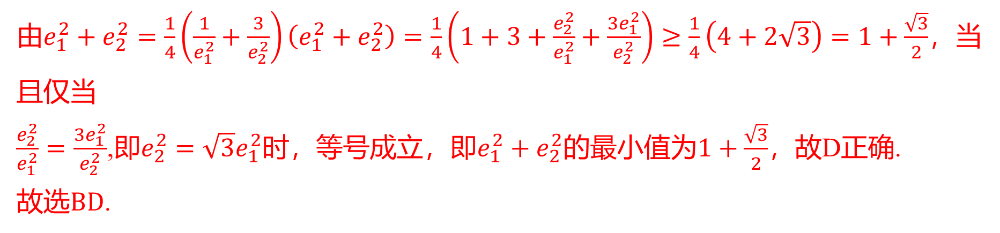 由$e_1^2+e_2^2=\frac{1}{4}\left(\frac{1}{e_1^2}+\frac{3}{e_2^2}\right)(e_1^2+e_2^2)=\frac{1}{4}\left(1+3+\frac{e_2^2}{e_1^2}+\frac{3e_1^2}{e_2^2}\right)\geq\frac{1}{4}(4+2\sqrt{3})=1+\frac{\sqrt{3}}{2}$，当
且仅当
$\frac{e_2^2}{e_1^2}=\frac{3e_1^2}{e_2^2}$,即$e_2^2=\sqrt{3}e_1^2$时，等号成立，即$e_1^2+e_2^2$的最小值为$1+\frac{\sqrt{3}}{2}$，故D正确.
故选BD.